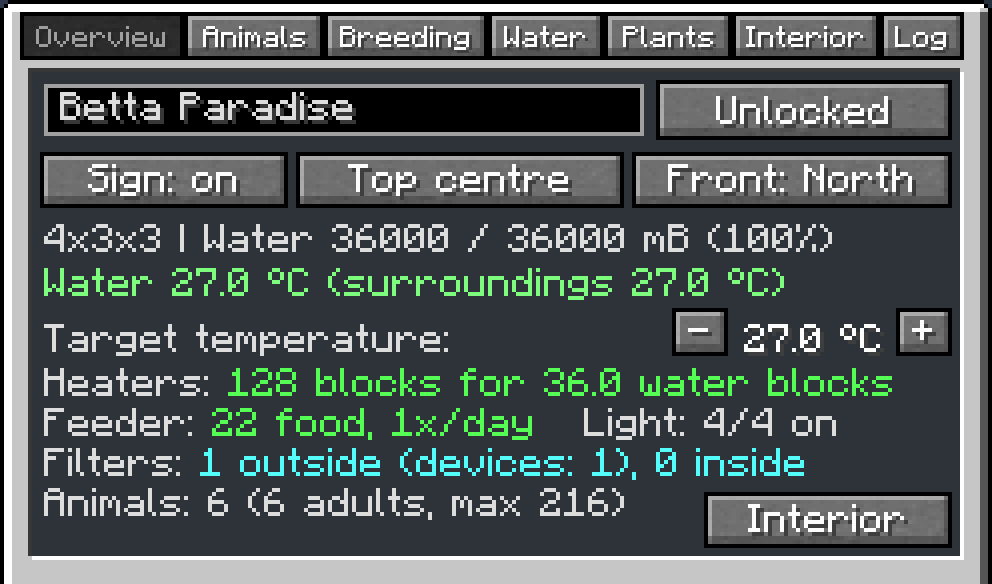 Overview Animals Breeding Water Plants Interior Log
Betta Paradise Unlocked
Sign: on Top centre Front: North
4x3x3 | Water 36000 / 36000 mB (100%)
Water 27.0 ºC (surroundings 27.0 ºC)
Target temperature: - 27.0 ºC +
Heaters: 128 blocks for 36.0 water blocks
Feeder: 22 food, 1x/day Light: 4/4 on
Filters: 1 outside (devices: 1), 0 inside
Animals: 6 (6 adults, max 216)
Interior